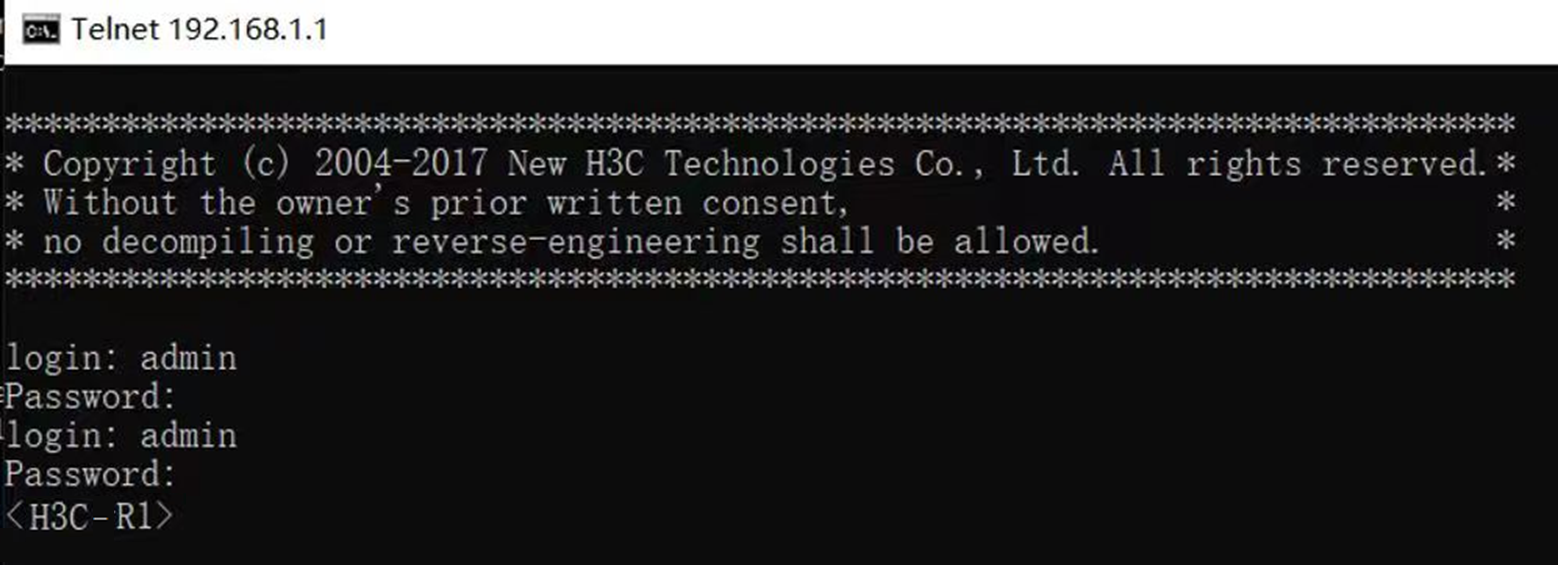 Telnet 192.168.1.1
******************************************************************************
* Copyright (c) 2004-2017 New H3C Technologies Co., Ltd. All rights reserved.*
* Without the owner's prior written consent,                                 *
* no decompiling or reverse-engineering shall be allowed.                    *
******************************************************************************
login: admin
Password:
login: admin
Password:
<H3C-R1>